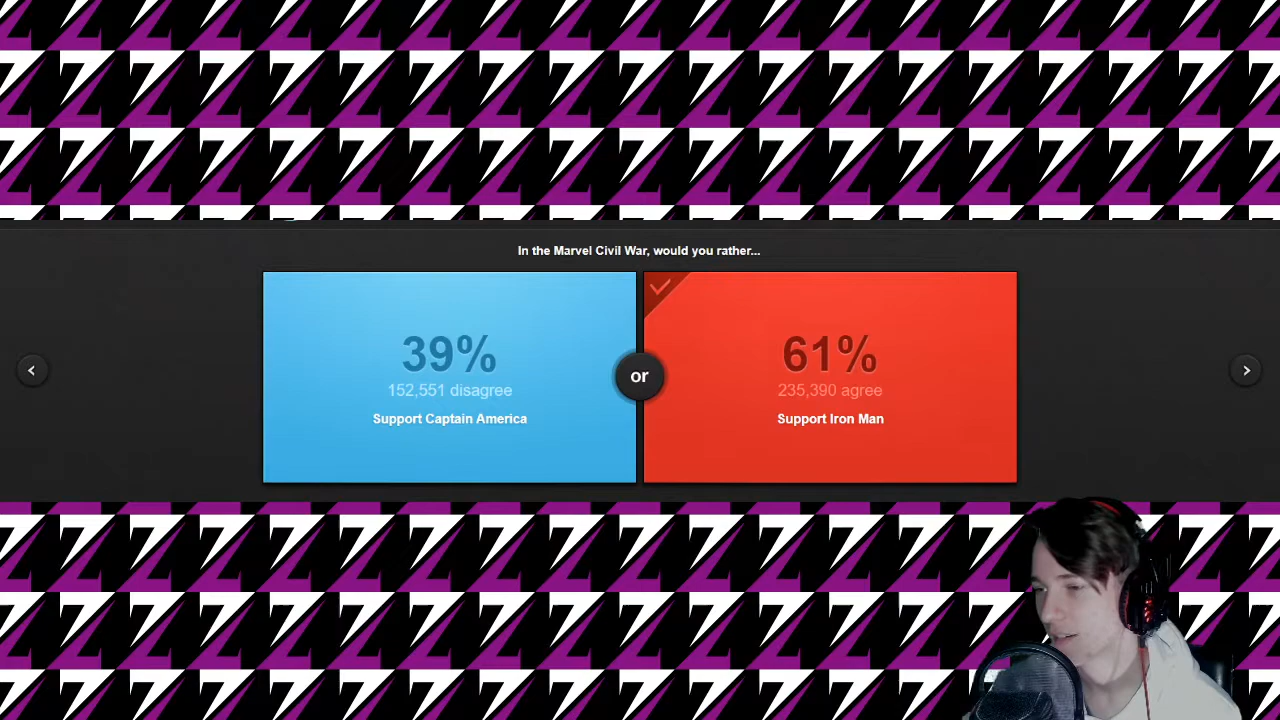 In the Marvel Civil War, would you rather...
39%
152,551 disagree
Support Captain America
or
61%
235,390 agree
Support Iron Man